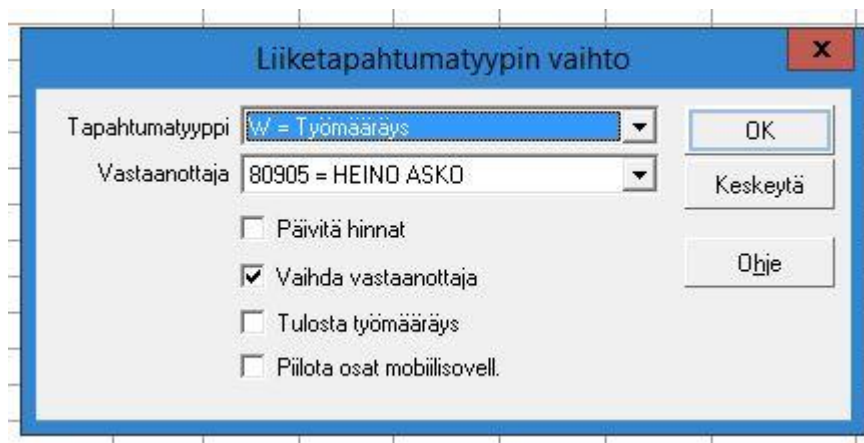 Liiketapahtumatyypin vaihto
x
Tapahtumatyyppi W = Työmääräys OK
Vastaanottaja 80905 = HEINO ASKO Keskeytä
Päivitä hinnat
Vaihda vastaanottaja Ohje
Tulosta työmääräys
Piilota osat mobiilisovell.